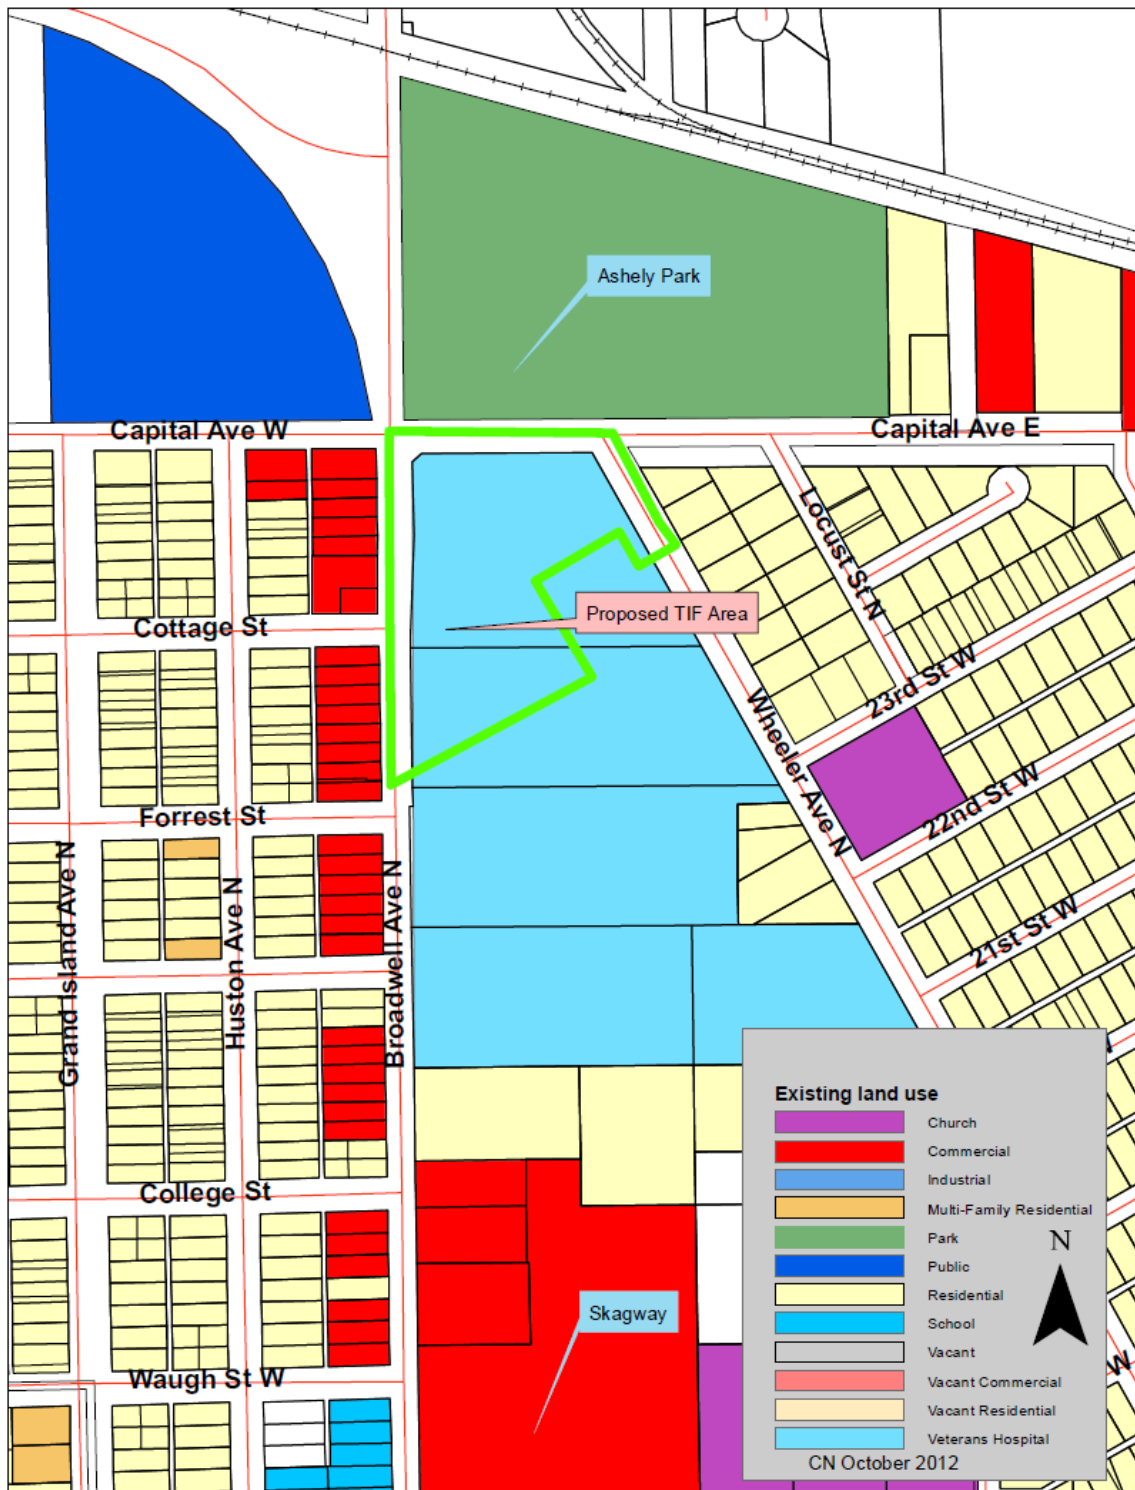 Ashely Park
Capital Ave W
Capital Ave E
Locust St N
Proposed TIF Area
Cottage St
23rd St W
Wheeler Ave N
22nd St W
Forrest St
Grand Island Ave N
Huston Ave N
Broadwell Ave N
21st St W
College St
Skagway
Waugh St W
W
Existing land use
Church
Commercial
Industrial
Multi-Family Residential
Park
Public
Residential
School
Vacant
Vacant Commercial
Vacant Residential
Veterans Hospital
N
CN October 2012